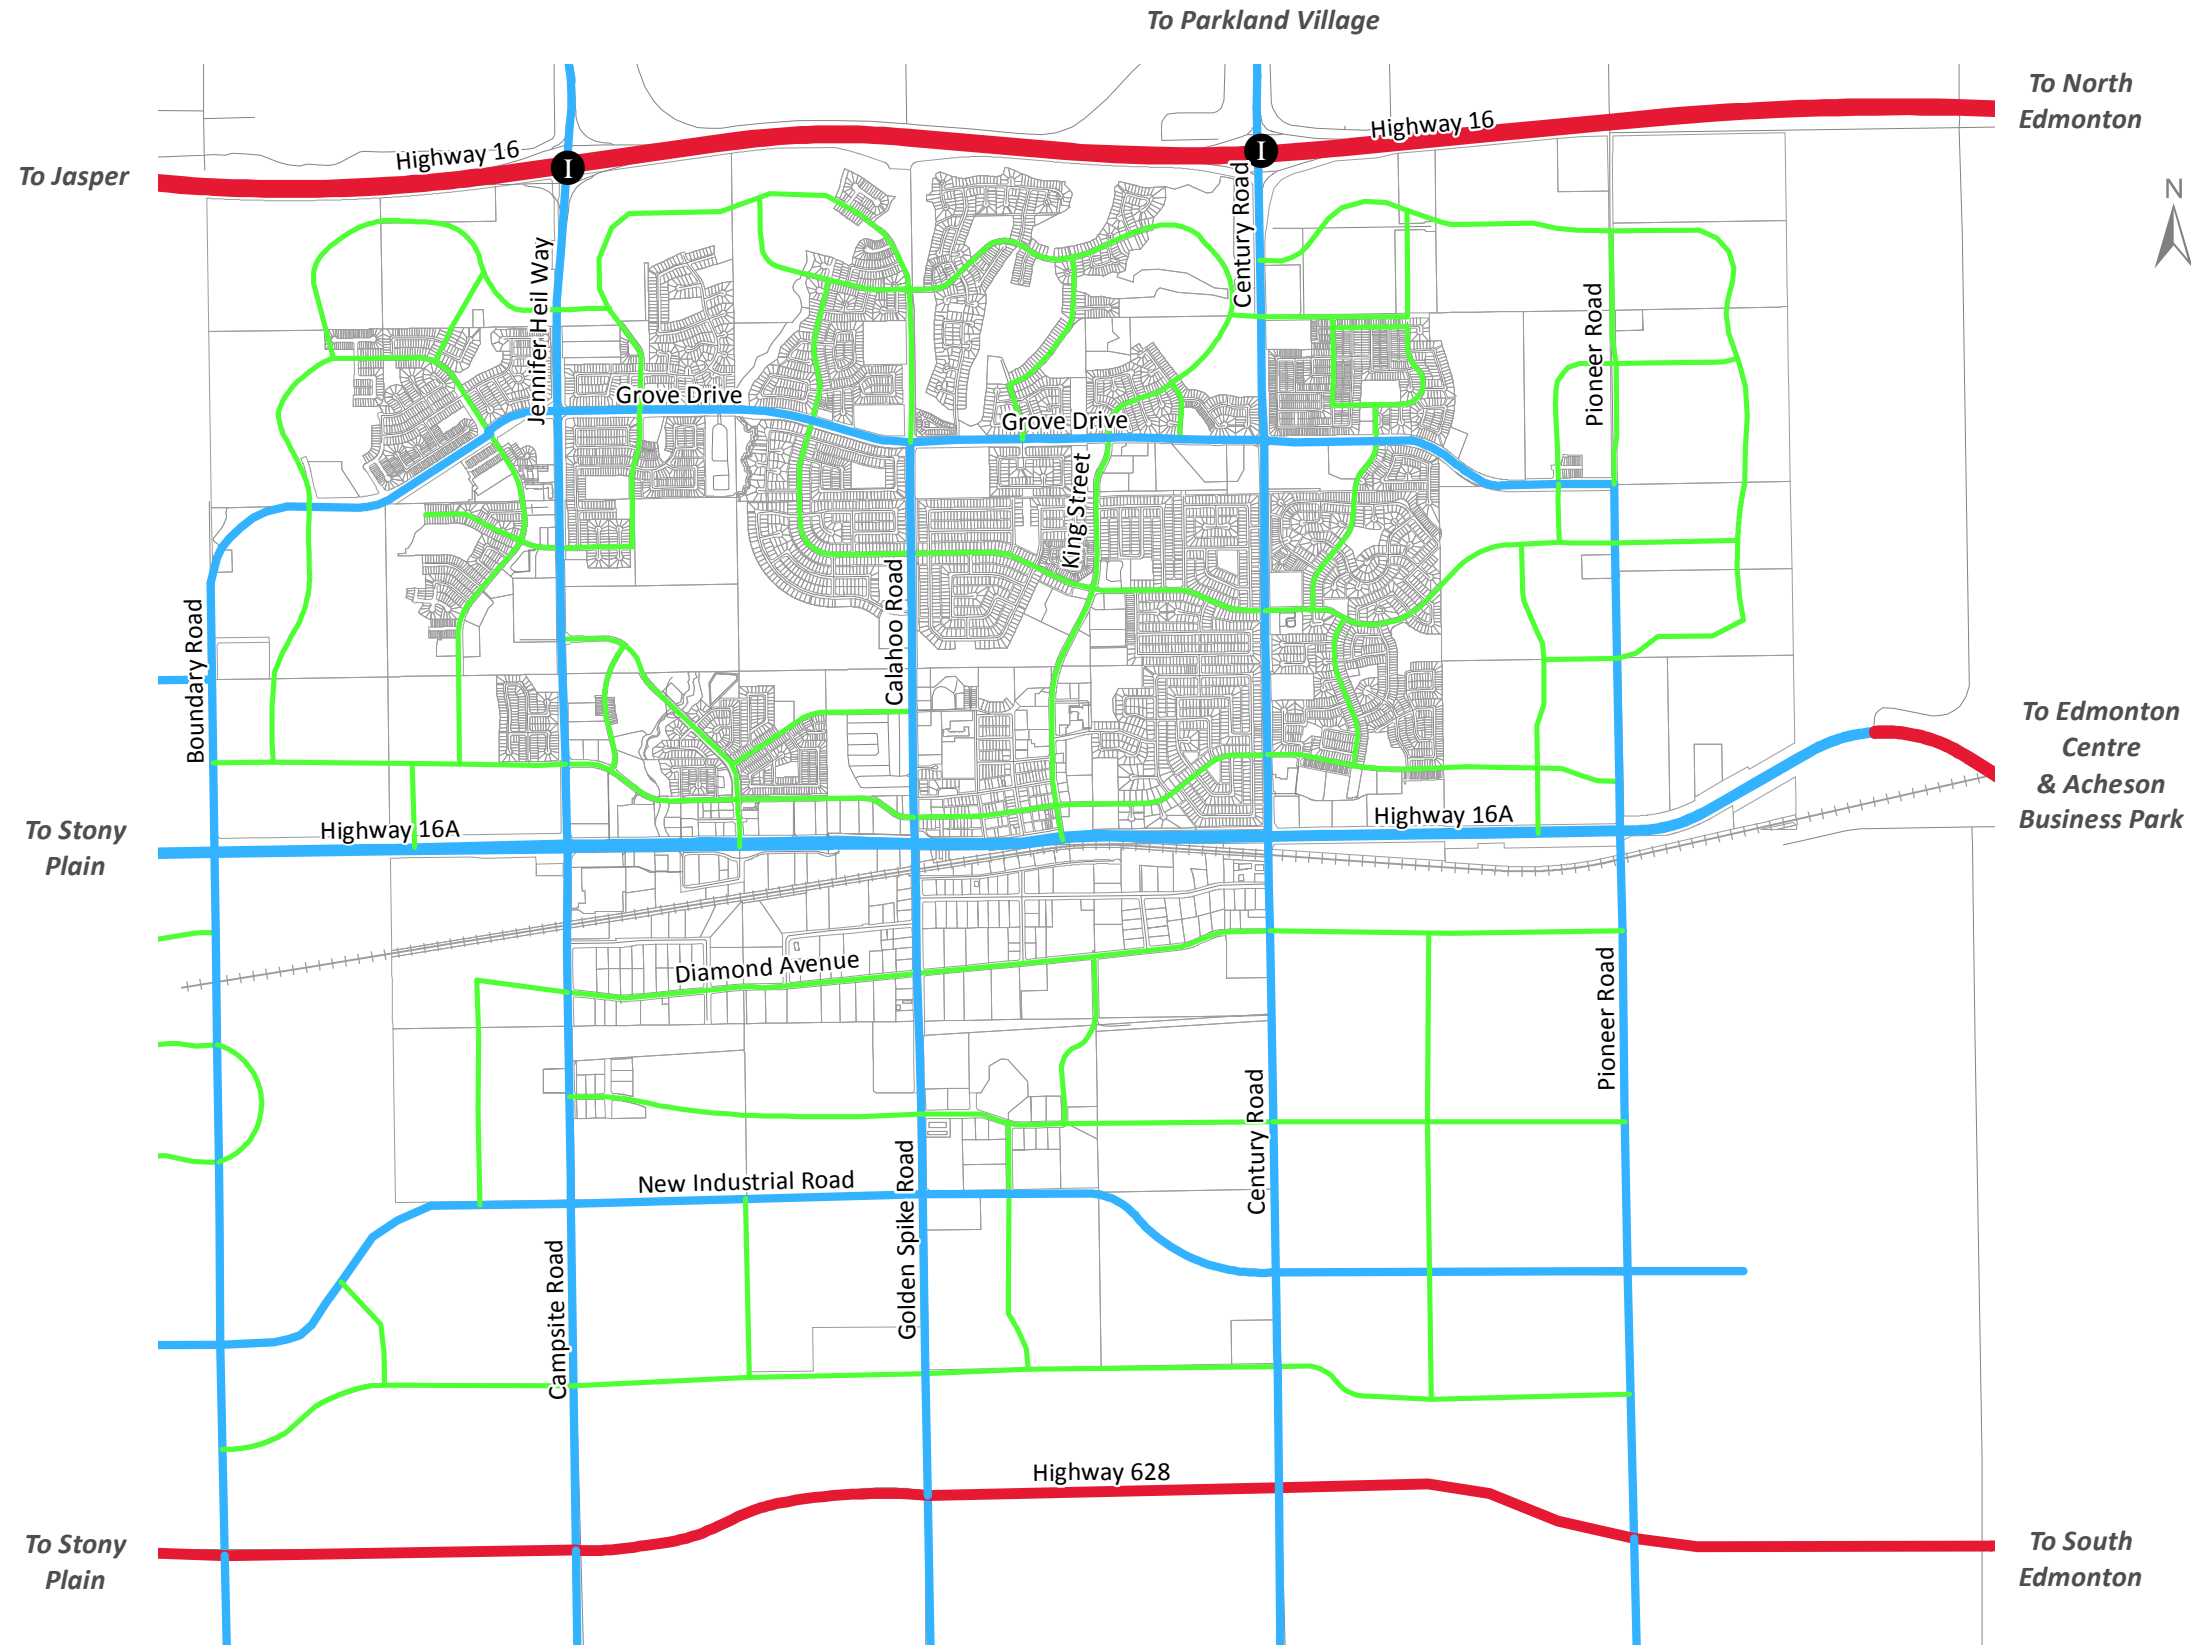 To Parkland Village
To North
Edmonton
Highway 16
Highway 16
I
I
To Jasper
N
Century Road
Jennifer Heil Way
Pioneer Road
Grove Drive
Grove Drive
King Street
Calahoo Road
Boundary Road
To Edmonton
Centre
& Acheson
Business Park
To Stony
Plain
Highway 16A
Highway 16A
Diamond Avenue
Pioneer Road
Century Road
New Industrial Road
Golden Spike Road
Campsite Road
Highway 628
To Stony
Plain
To South
Edmonton